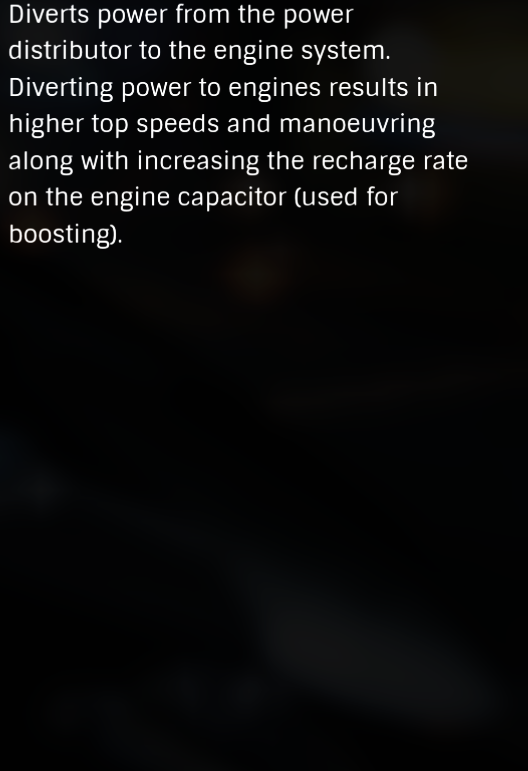 Diverts power from the power
distributor to the engine system.
Diverting power to engines results in
higher top speeds and manoeuvring
along with increasing the recharge rate
on the engine capacitor (used for
boosting).